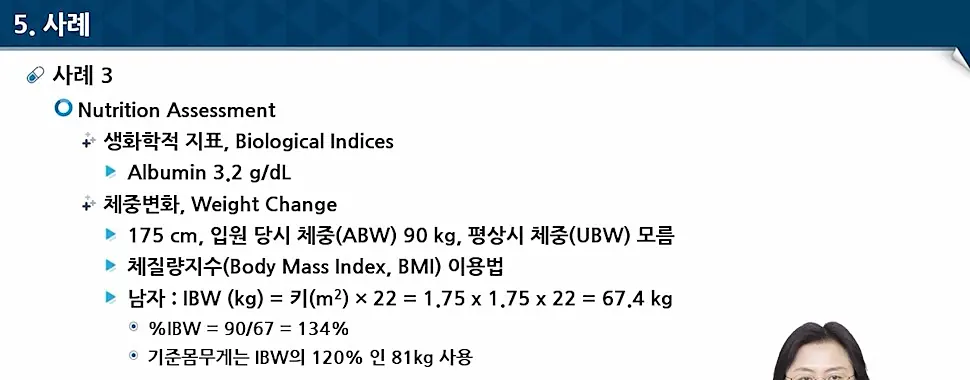 5. 사례
사례 3
Nutrition Assessment
생화학적 지표, Biological Indices
Albumin 3.2 g/dL
체중변화, Weight Change
175 cm, 입원 당시 체중(ABW) 90 kg, 평상시 체중(UBW) 모름
체질량지수(Body Mass Index, BMI) 이용법
남자 : IBW (kg) = 키(m²) × 22 = 1.75 x 1.75 x 22 = 67.4 kg
%IBW = 90/67 = 134%
기준몸무게는 IBW의 120% 인 81kg 사용